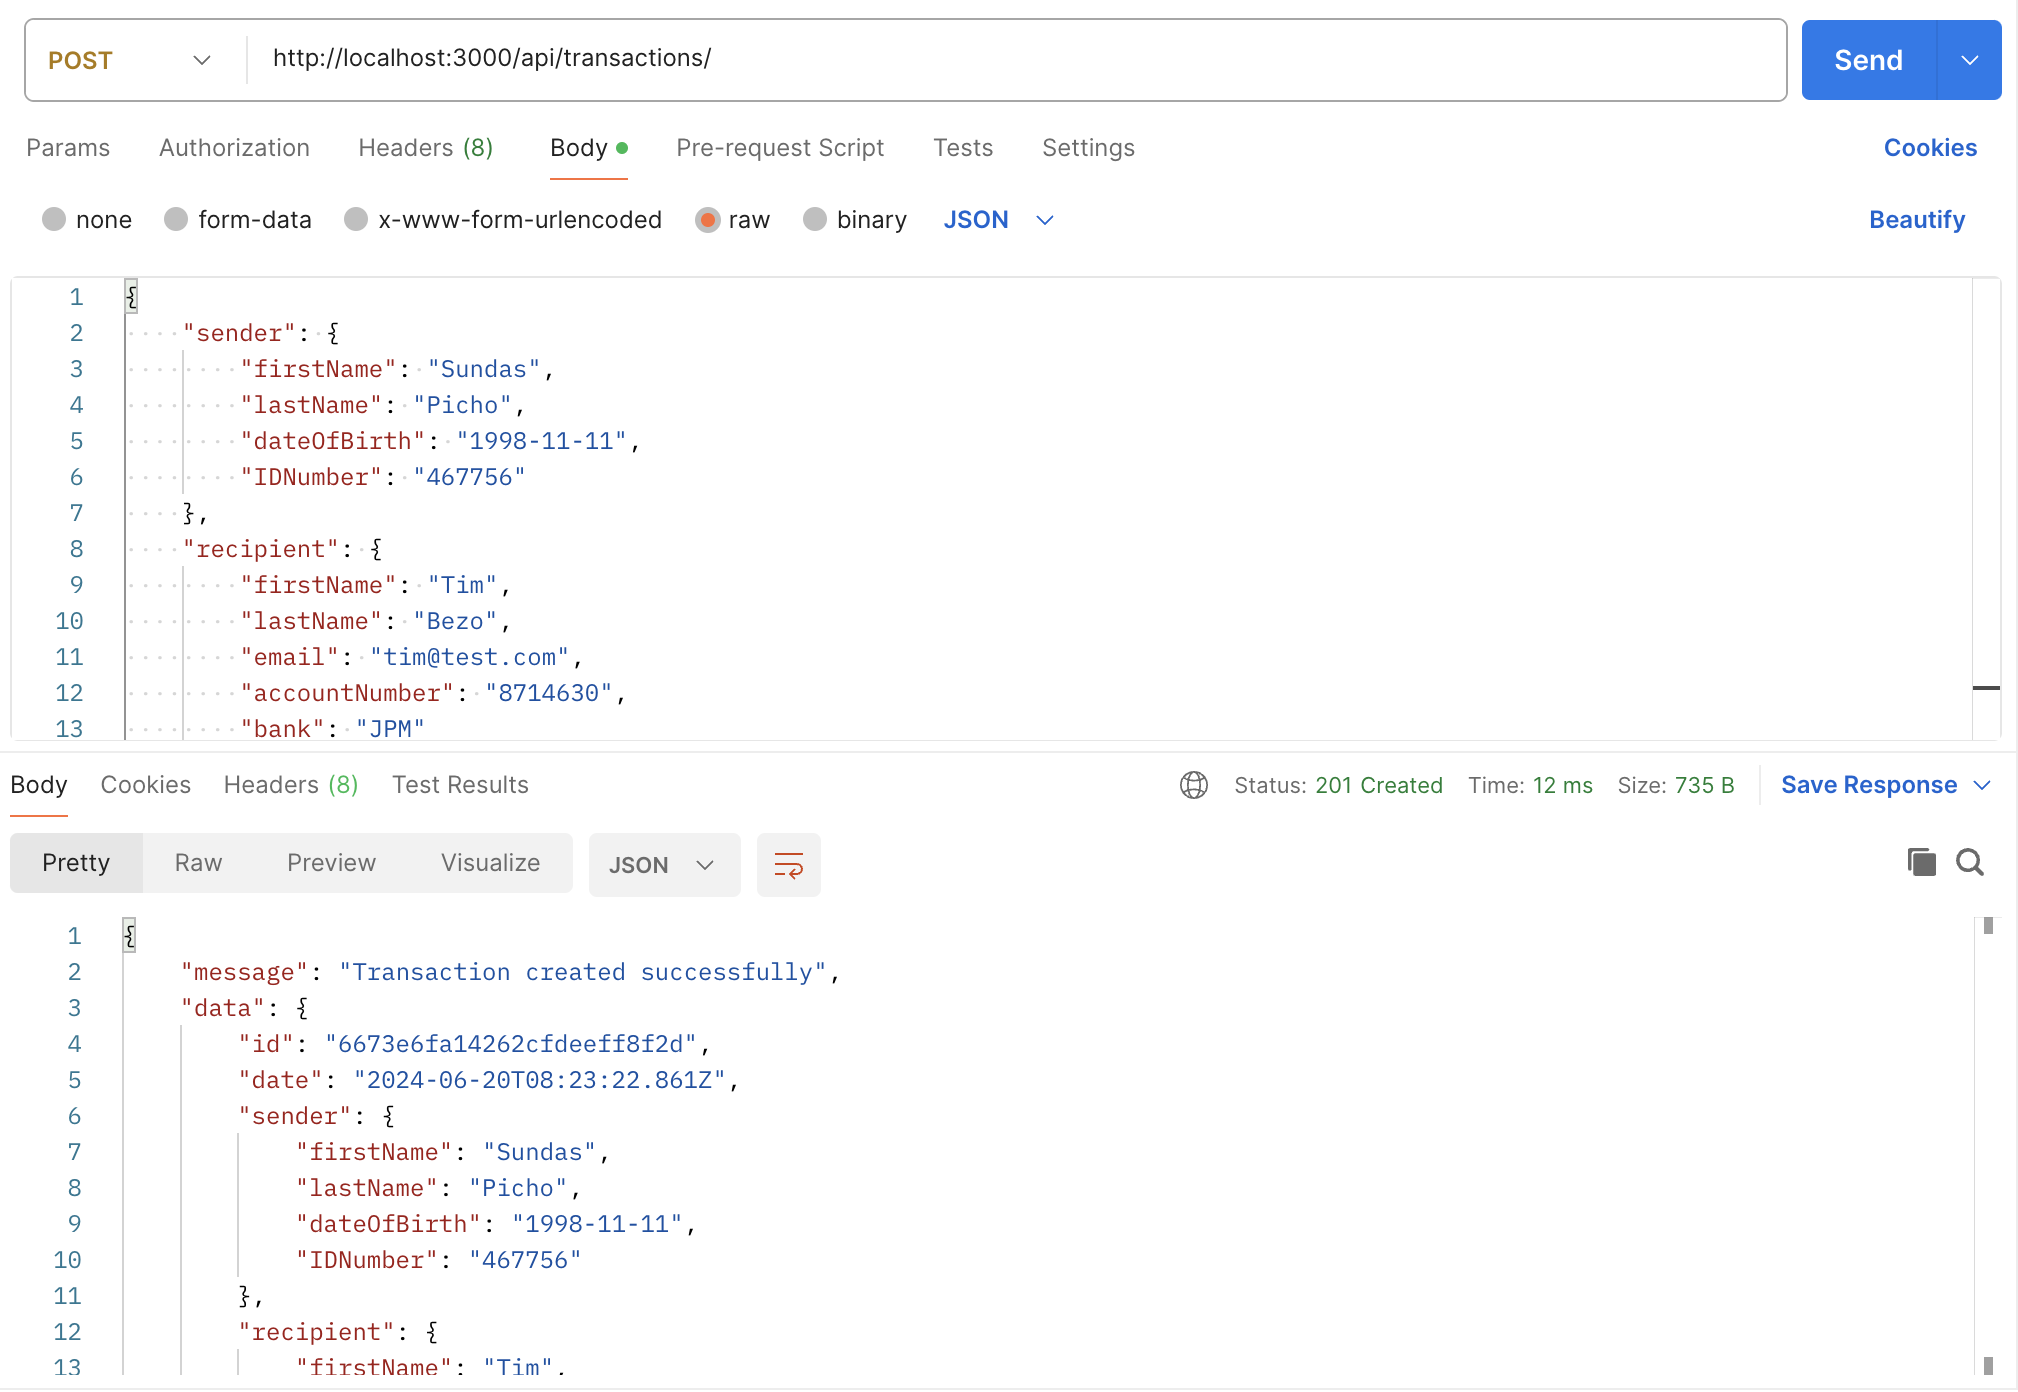 POST http://localhost:3000/api/transactions/ Send
Params Authorization Headers (8) Body Pre-request Script Tests Settings Cookies
none form-data x-www-form-urlencoded raw binary JSON Beautify
1 {
2 "sender": {
3 "firstName": "Sundas",
4 "lastName": "Picho",
5 "dateOfBirth": "1998-11-11",
6 "IDNumber": "467756"
7 },
8 "recipient": {
9 "firstName": "Tim",
10 "lastName": "Bezo",
11 "email": "tim@test.com",
12 "accountNumber": "8714630",
13 "bank": "JPM"
Body Cookies Headers (8) Test Results Status: 201 Created Time: 12 ms Size: 735 B Save Response
Pretty Raw Preview Visualize JSON
1 {
2 "message": "Transaction created successfully",
3 "data": {
4 "id": "6673e6fa14262cfdeeff8f2d",
5 "date": "2024-06-20T08:23:22.861Z",
6 "sender": {
7 "firstName": "Sundas",
8 "lastName": "Picho",
9 "dateOfBirth": "1998-11-11",
10 "IDNumber": "467756"
11 },
12 "recipient": {
13 "firstName": "Tim",